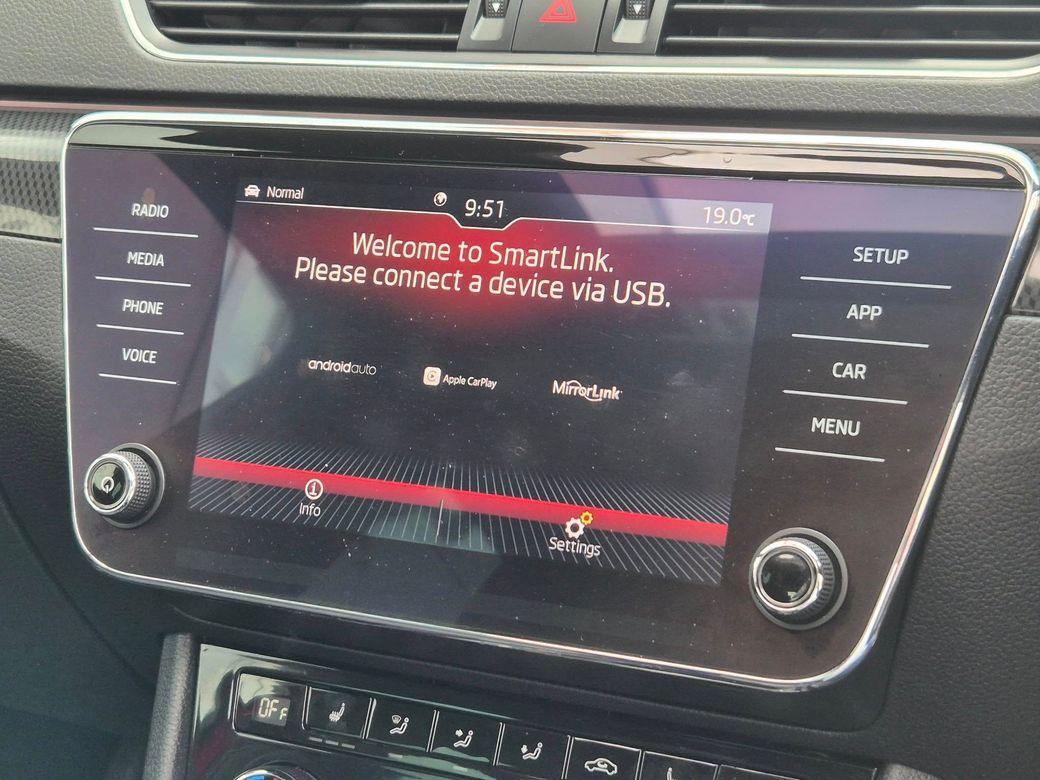 Normal
9:51
19.0°C
RADIO
MEDIA
PHONE
VOICE
Welcome to SmartLink.
Please connect a device via USB.
androidauto
Apple CarPlay
MirrorLink
Info
Settings
SETUP
APP
CAR
MENU
OFF